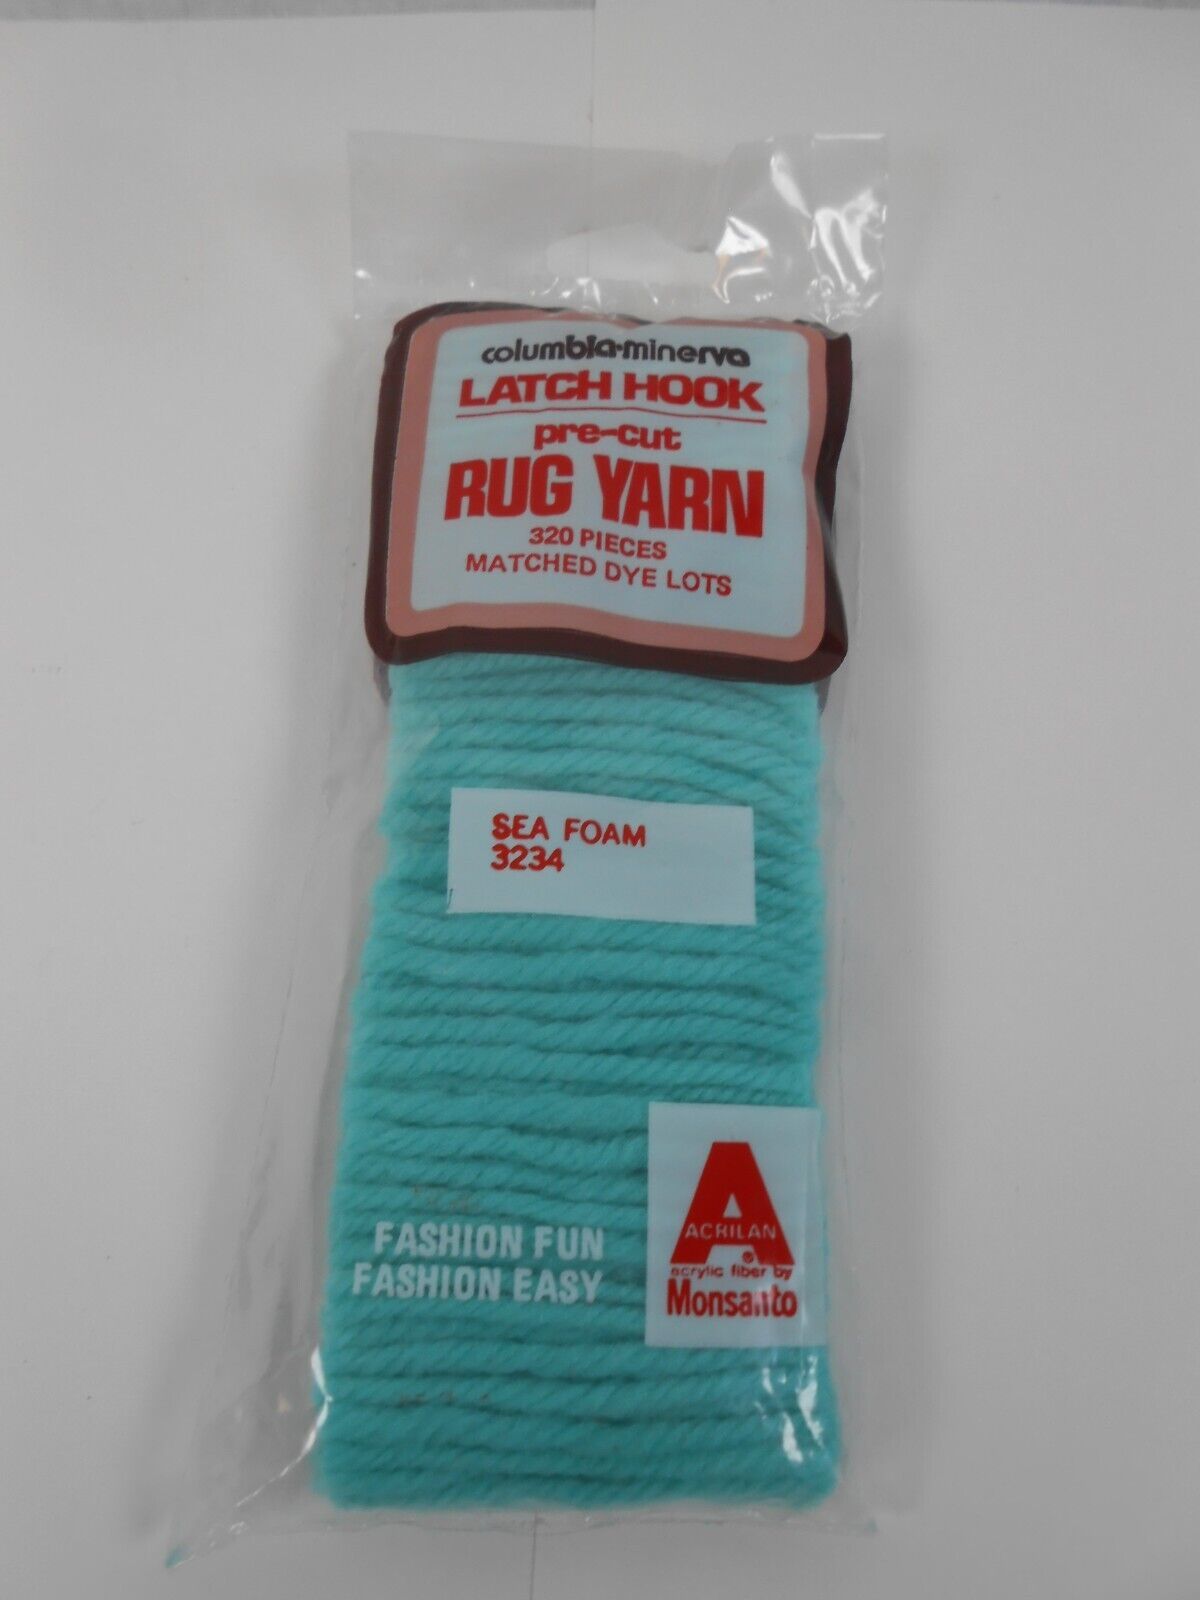 columbia·minerva
LATCH HOOK
pre-cut
RUG YARN
320 PIECES
MATCHED DYE LOTS
SEA FOAM
3234
FASHION FUN
FASHION EASY
A
ACRILAN
®
acrylic fiber by
Monsanto